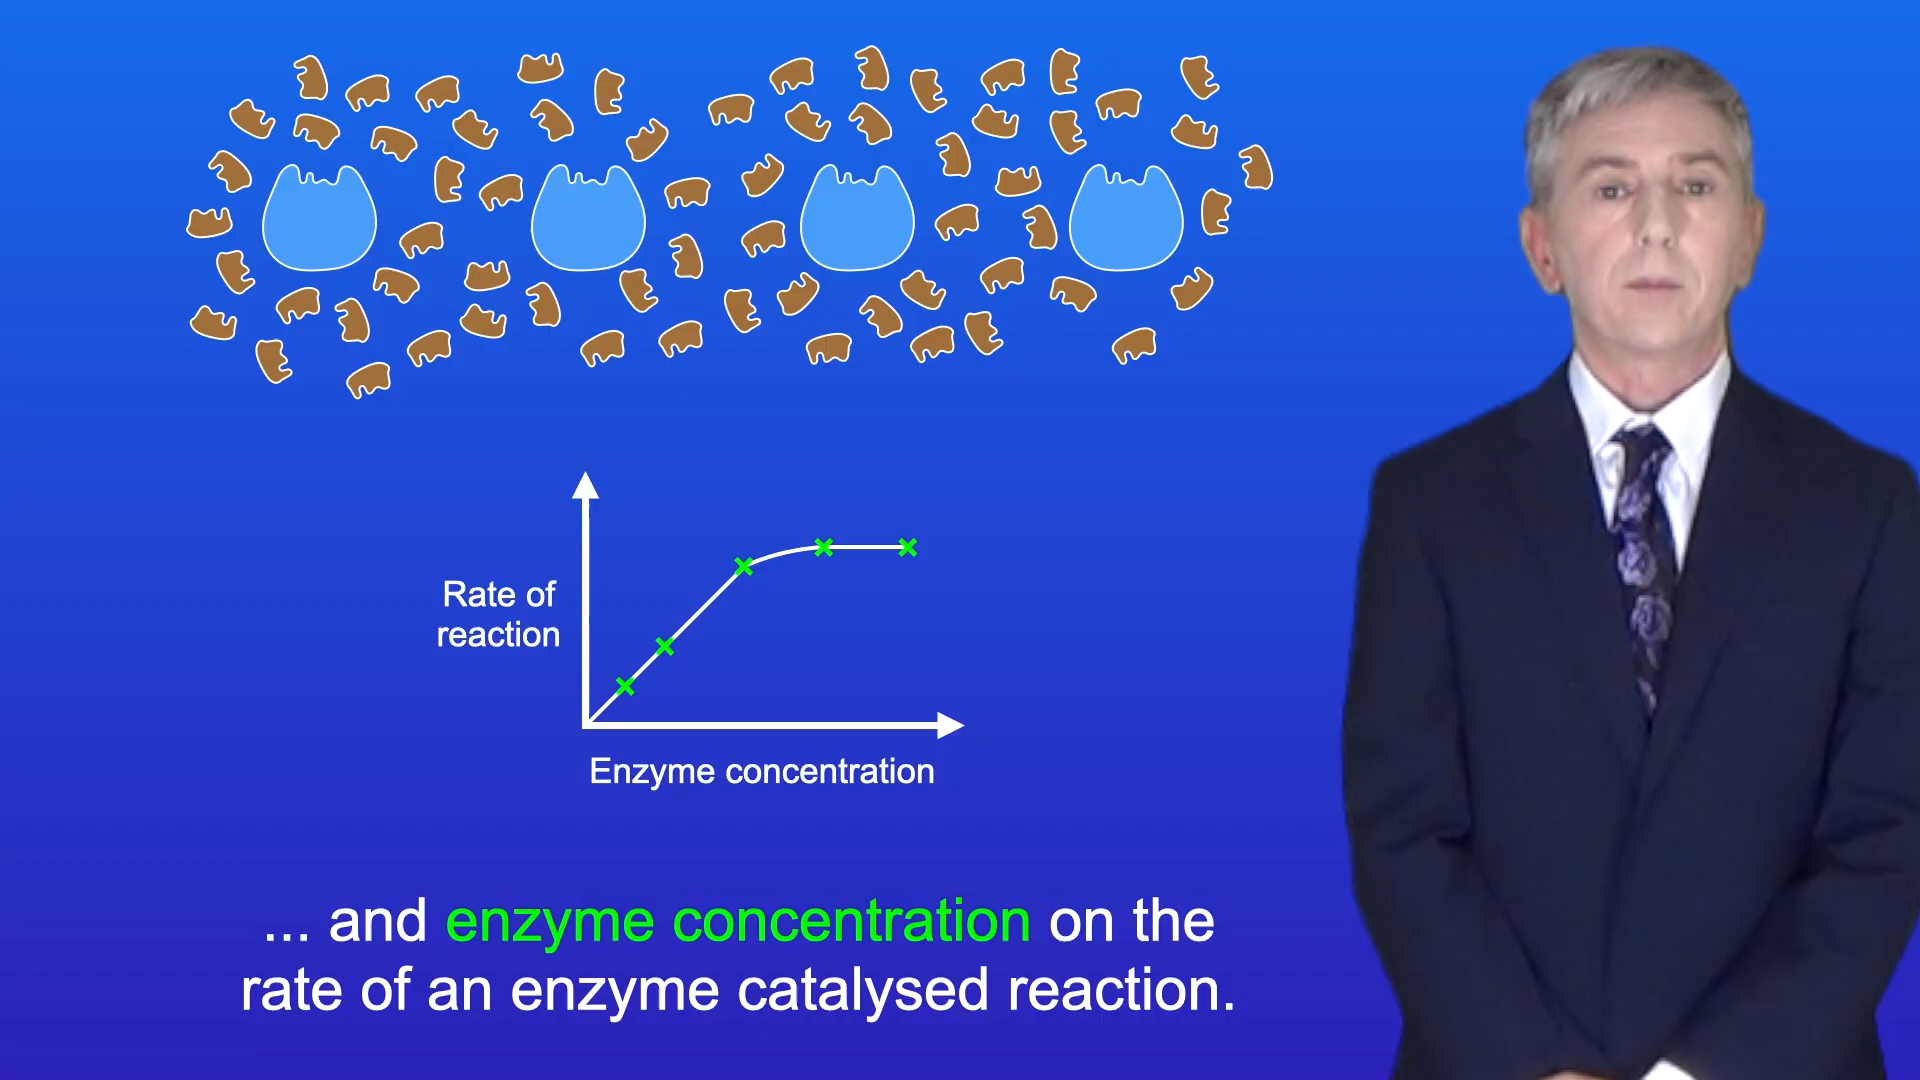 Rate of
reaction
Enzyme concentration
... and enzyme concentration on the
rate of an enzyme catalysed reaction.